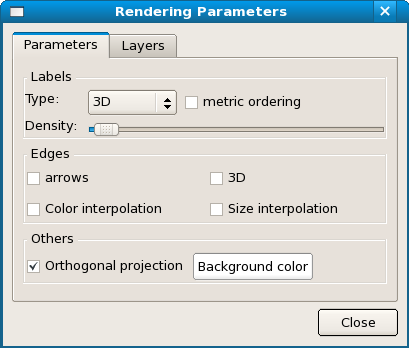 Rendering Parameters
Parameters Layers
Labels
Type: 3D metric ordering
Density:
Edges
arrows 3D
Color interpolation Size interpolation
Others
Orthogonal projection Background color
Close